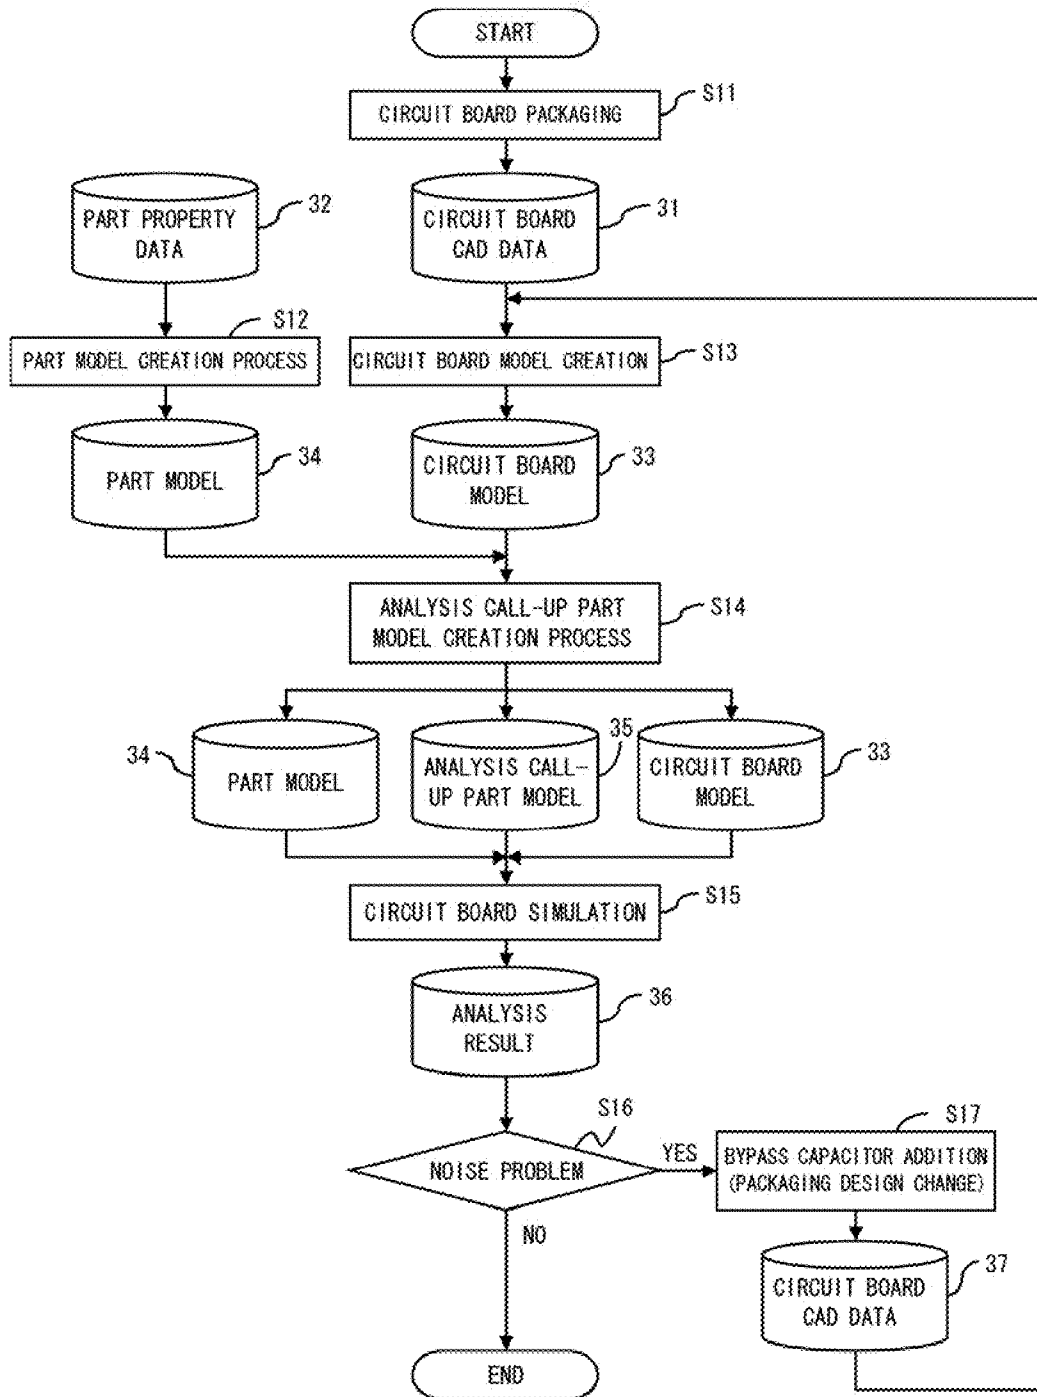 START
CIRCUIT BOARD PACKAGING
S11
PART PROPERTY
DATA
32
CIRCUIT BOARD
CAD DATA
31
S12
PART MODEL CREATION PROCESS
CIRCUIT BOARD MODEL CREATION
S13
PART MODEL
34
CIRCUIT BOARD
MODEL
33
ANALYSIS CALL-UP PART
MODEL CREATION PROCESS
S14
34
PART MODEL
35
ANALYSIS CALL-
UP PART MODEL
CIRCUIT BOARD
MODEL
33
CIRCUIT BOARD SIMULATION
S15
ANALYSIS
RESULT
36
S16
NOISE PROBLEM
YES
NO
S17
BYPASS CAPACITOR ADDITION
(PACKAGING DESIGN CHANGE)
CIRCUIT BOARD
CAD DATA
37
END